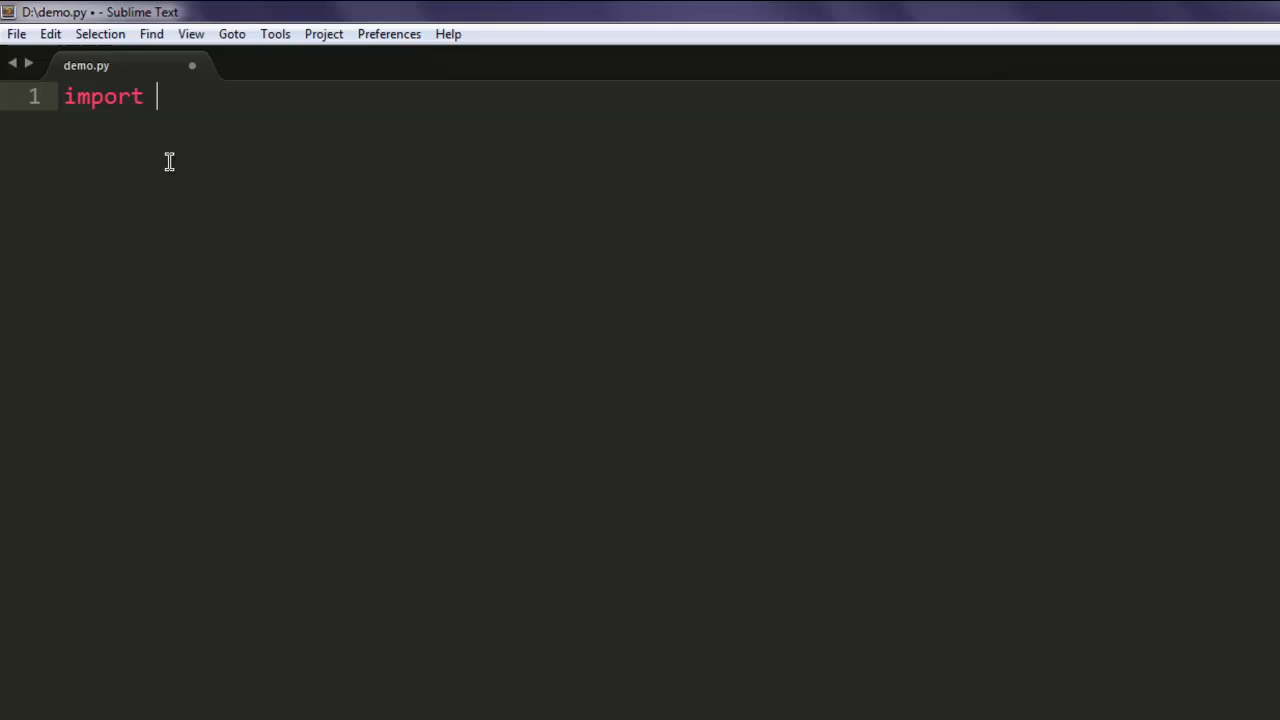 D:\demo.py • - Sublime Text
File Edit Selection Find View Goto Tools Project Preferences Help
demo.py
1 import